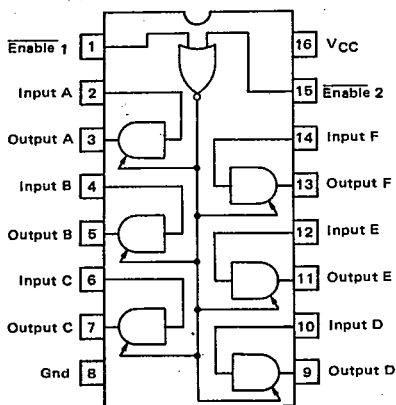 Enable 1 1
Input A 2
Output A 3
Input B 4
Output B 5
Input C 6
Output C 7
Gnd 8
16 VCC
15 Enable 2
14 Input F
13 Output F
12 Input E
11 Output E
10 Input D
9 Output D